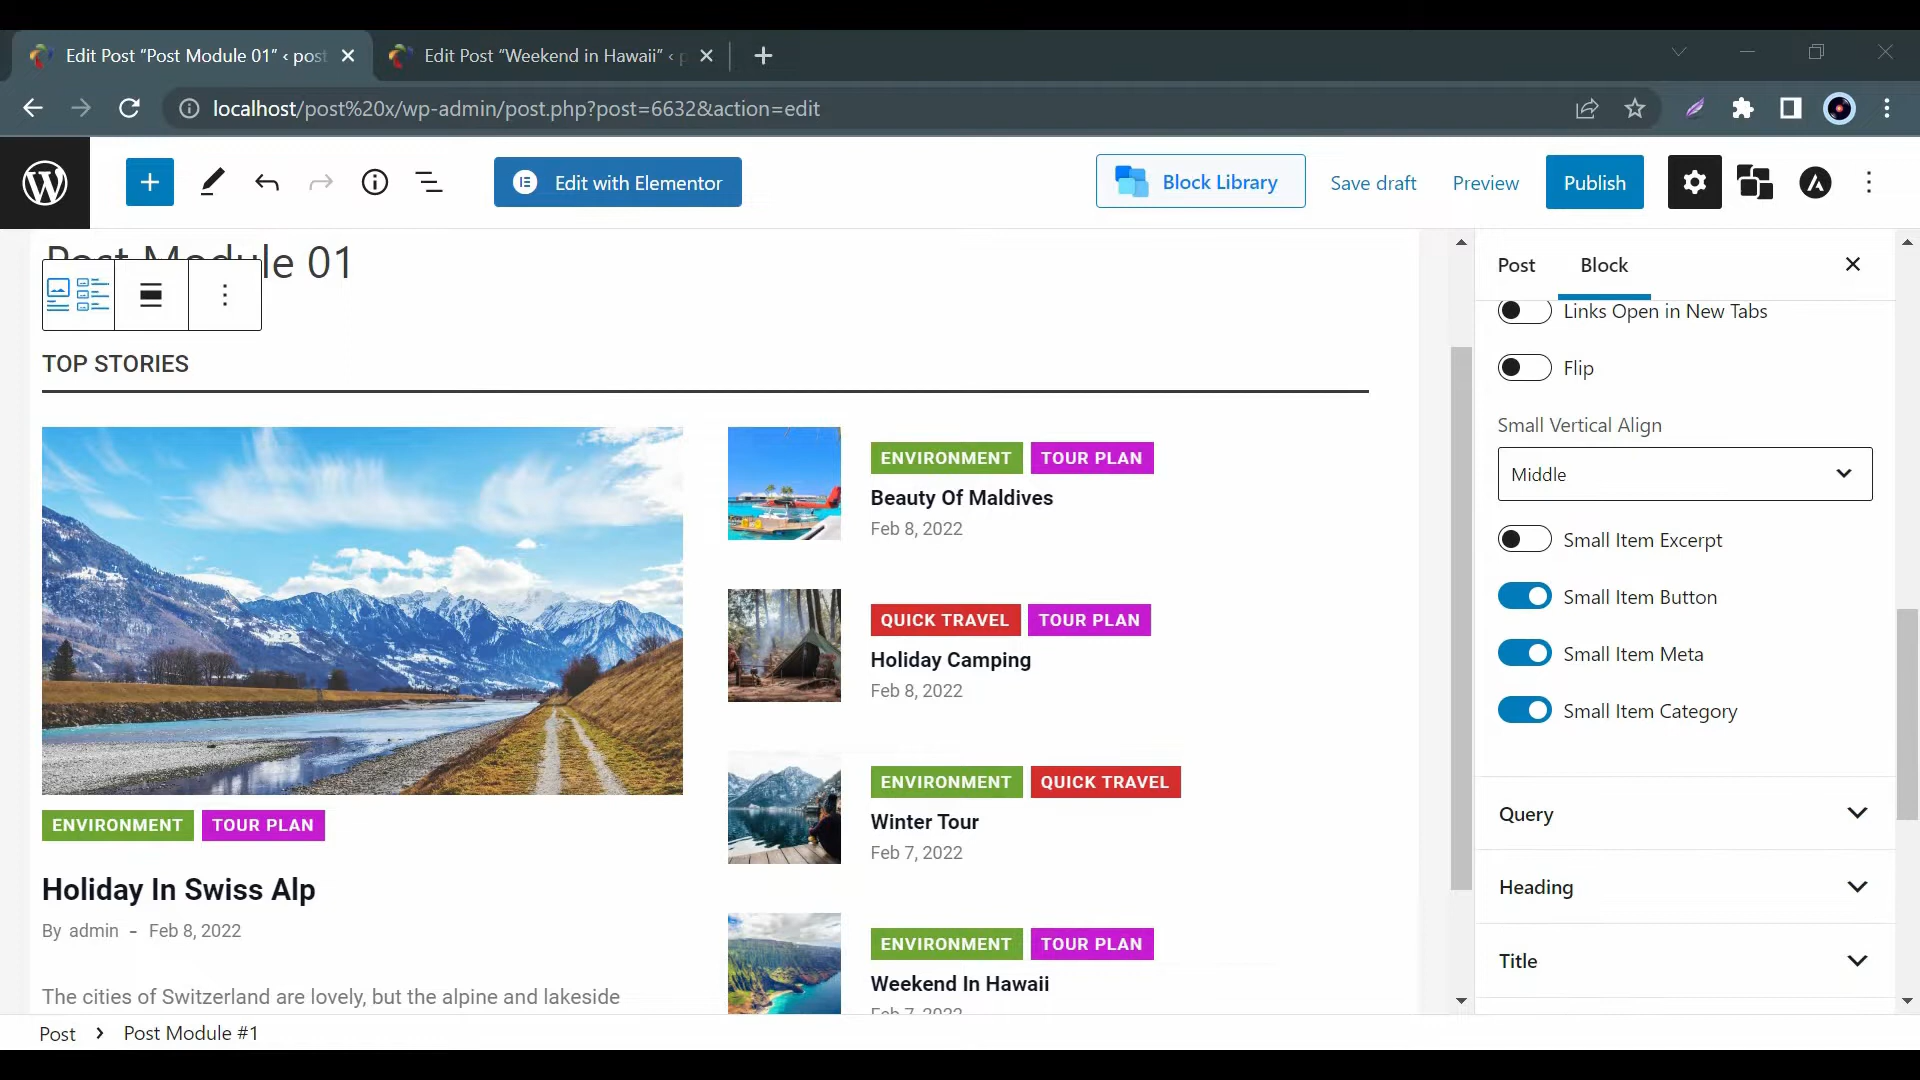 Edit Post “Post Module 01” ‹ post
Edit Post “Weekend in Hawaii” ‹ p
localhost/post%20x/wp-admin/post.php?post=6632&action=edit
Edit with Elementor
Block Library
Save draft
Preview
Publish
Post Module 01
TOP STORIES
ENVIRONMENT TOUR PLAN
Holiday In Swiss Alp
By admin - Feb 8, 2022
The cities of Switzerland are lovely, but the alpine and lakeside
ENVIRONMENT TOUR PLAN
Beauty Of Maldives
Feb 8, 2022
QUICK TRAVEL TOUR PLAN
Holiday Camping
Feb 8, 2022
ENVIRONMENT QUICK TRAVEL
Winter Tour
Feb 7, 2022
ENVIRONMENT TOUR PLAN
Weekend In Hawaii
Feb 7, 2022
Post Block
Links Open in New Tabs
Flip
Small Vertical Align
Middle
Small Item Excerpt
Small Item Button
Small Item Meta
Small Item Category
Query
Heading
Title
Post › Post Module #1